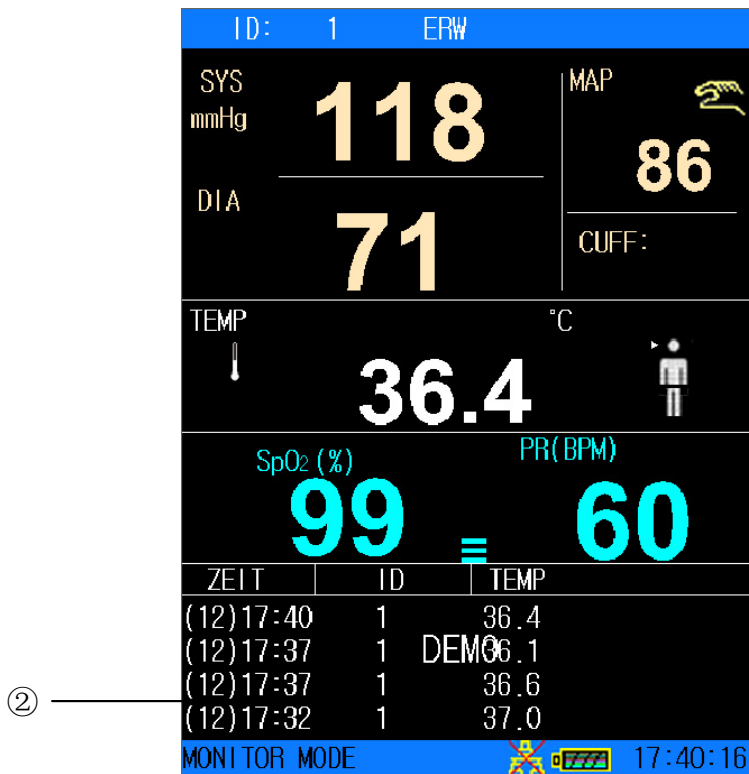 ID: 1 ERW
SYS
mmHg
118
MAP
86
DIA
71
CUFF:
TEMP
°C
36.4
SpO2(%)
PR(BPM)
99
60
ZEIT ID TEMP
(12)17:40 1 36.4
(12)17:37 1 36.1
DEMO
(12)17:37 1 36.6
②
(12)17:32 1 37.0
MONITOR MODE 17:40:16